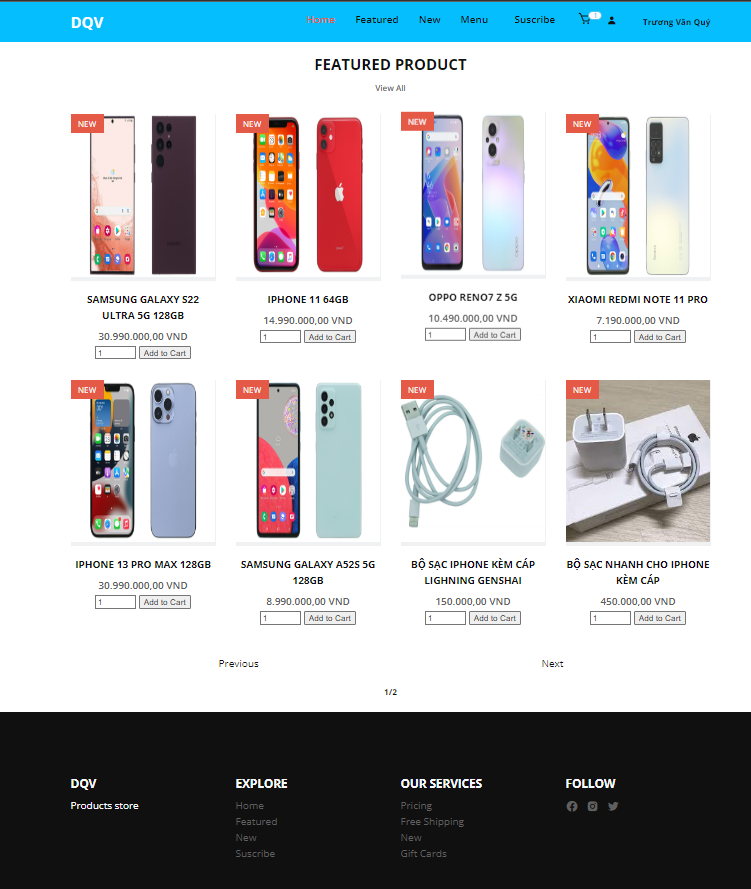 DQV
Home Featured New Menu Suscribe 1 Trương Văn Quý
FEATURED PRODUCT
View All
NEW NEW NEW NEW
SAMSUNG GALAXY S22
ULTRA 5G 128GB
30.990.000,00 VND
1 Add to Cart
IPHONE 11 64GB
14.990.000,00 VND
1 Add to Cart
OPPO RENO7 Z 5G
10.490.000,00 VND
1 Add to Cart
XIAOMI REDMI NOTE 11 PRO
7.190.000,00 VND
1 Add to Cart
NEW NEW NEW NEW
IPHONE 13 PRO MAX 128GB
30.990.000,00 VND
1 Add to Cart
SAMSUNG GALAXY A52S 5G
128GB
8.990.000,00 VND
1 Add to Cart
BỘ SẠC IPHONE KÈM CÁP
LIGHNING GENSHAI
150.000,00 VND
1 Add to Cart
BỘ SẠC NHANH CHO IPHONE
KÈM CÁP
450.000,00 VND
1 Add to Cart
Previous Next
1/2
DQV
Products store
EXPLORE
Home
Featured
New
Suscribe
OUR SERVICES
Pricing
Free Shipping
New
Gift Cards
FOLLOW